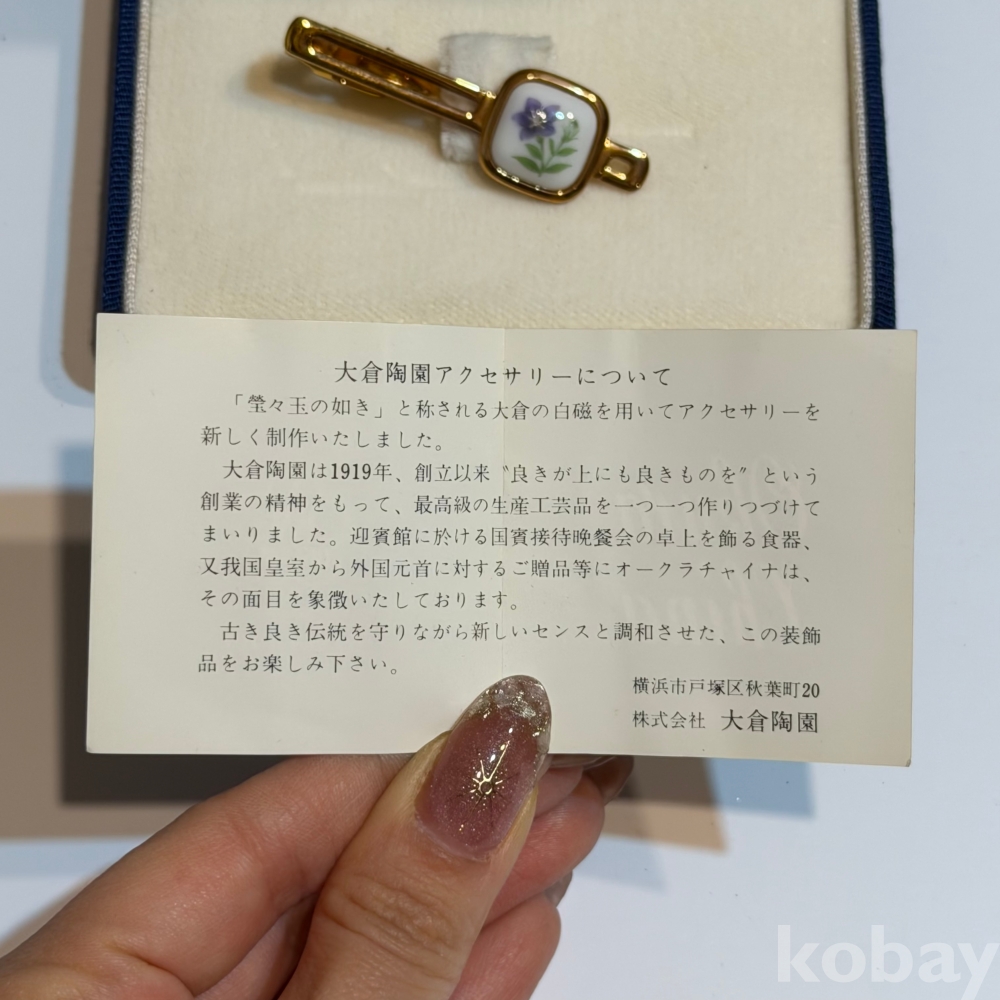 大倉陶園アクセサリーについて
「瑩々玉の如き」と称される大倉の白磁を用いてアクセサリーを
新しく制作いたしました。
大倉陶園は1919年、創立以来〝良きが上にも良きものを〟という
創業の精神をもって、最高級の生産工芸品を一つ一つ作りつづけて
まいりました。迎賓館に於ける国賓接待晩餐会の卓上を飾る食器、
又我国皇室から外国元首に対するご贈品等にオークラチャイナは、
その面目を象徴いたしております。
古き良き伝統を守りながら新しいセンスと調和させた、この装飾
品をお楽しみ下さい。
横浜市戸塚区秋葉町20
株式会社 大倉陶園
kobay